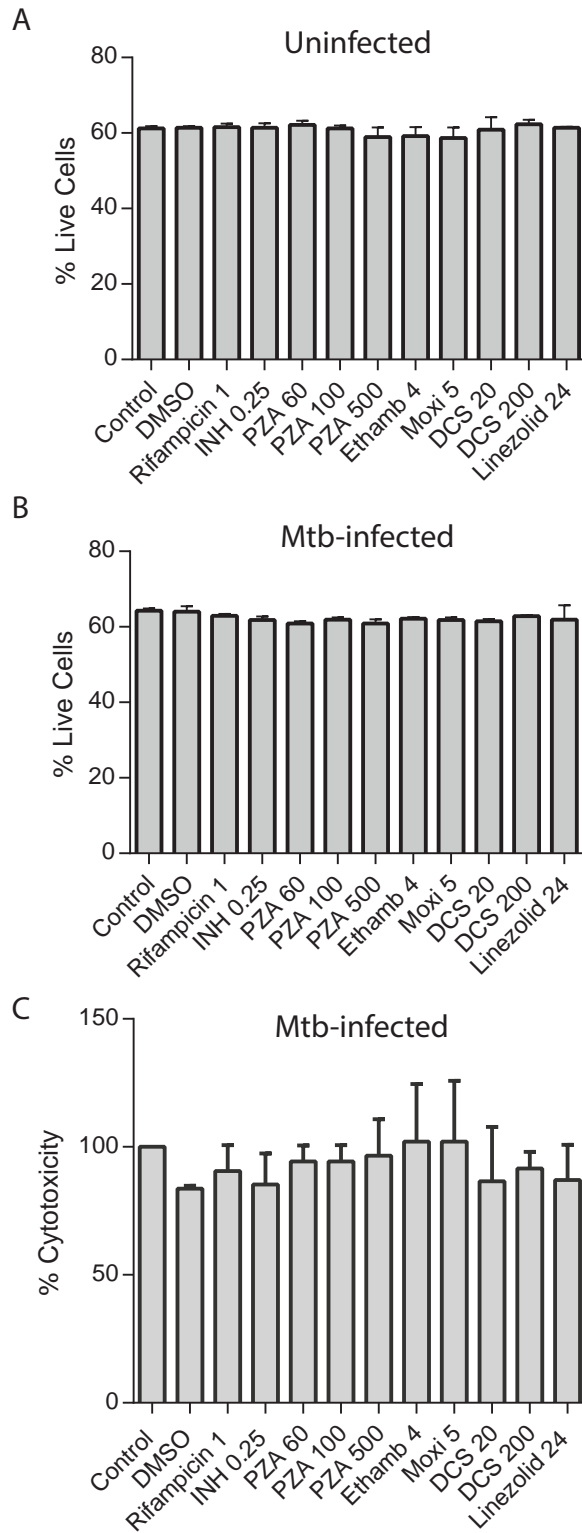 A
Uninfected
% Live Cells
80
60
40
20
0
Control
DMSO
Rifampicin 1
INH 0.25
PZA 60
PZA 100
PZA 500
Ethamb 4
Moxi 5
DCS 20
DCS 200
Linezolid 24
B
Mtb-infected
% Live Cells
80
60
40
20
0
Control
DMSO
Rifampicin 1
INH 0.25
PZA 60
PZA 100
PZA 500
Ethamb 4
Moxi 5
DCS 20
DCS 200
Linezolid 24
C
Mtb-infected
% Cytotoxicity
150
100
50
0
Control
DMSO
Rifampicin 1
INH 0.25
PZA 60
PZA 100
PZA 500
Ethamb 4
Moxi 5
DCS 20
DCS 200
Linezolid 24